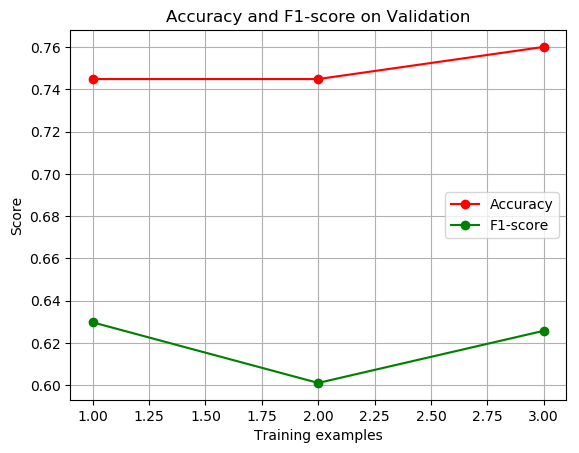 Accuracy and F1-score on Validation
0.76
0.74
0.72
0.70
0.68
0.66
0.64
0.62
0.60
Score
Accuracy
F1-score
1.00 1.25 1.50 1.75 2.00 2.25 2.50 2.75 3.00
Training examples